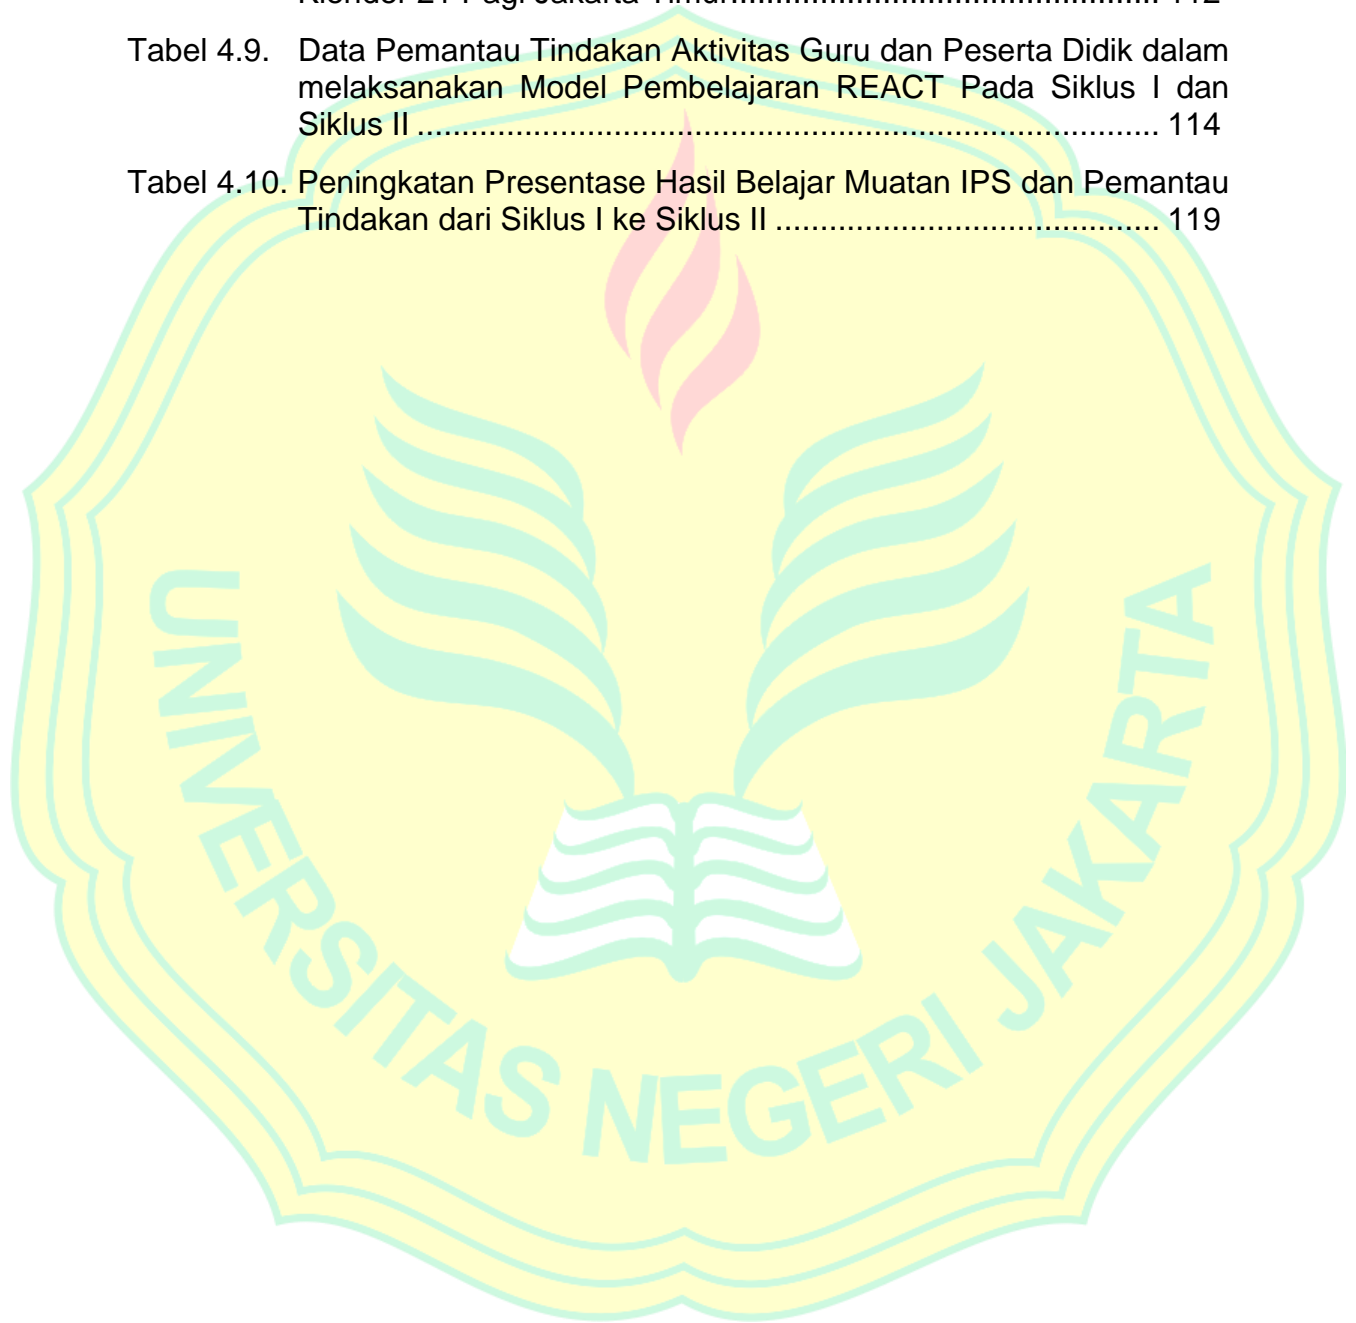 Tabel 4.9. Data Pemantau Tindakan Aktivitas Guru dan Peserta Didik dalam
melaksanakan Model Pembelajaran REACT Pada Siklus I dan
Siklus II ................................................................................... 114
Tabel 4.10. Peningkatan Presentase Hasil Belajar Muatan IPS dan Pemantau
Tindakan dari Siklus I ke Siklus II ........................................... 119
UNIVERSITAS NEGERI JAKARTA